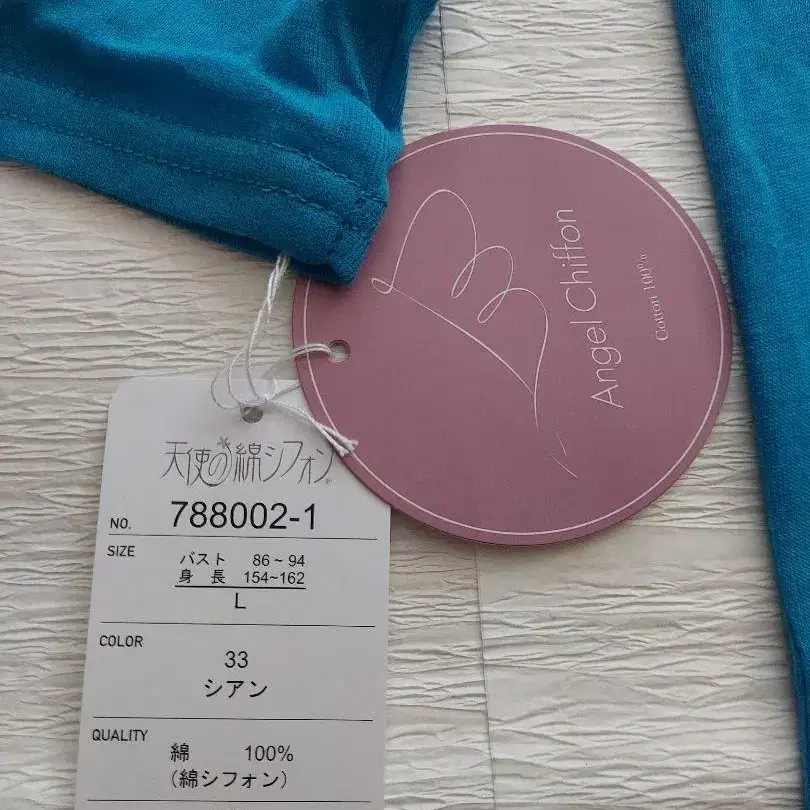 天使の綿シフォン
NO. 788002-1
SIZE
バスト 86~94
身 長 154~162
L
COLOR
33
シアン
QUALITY
綿 100%
(綿シフォン)
Angel Chiffon
Cotton 100%